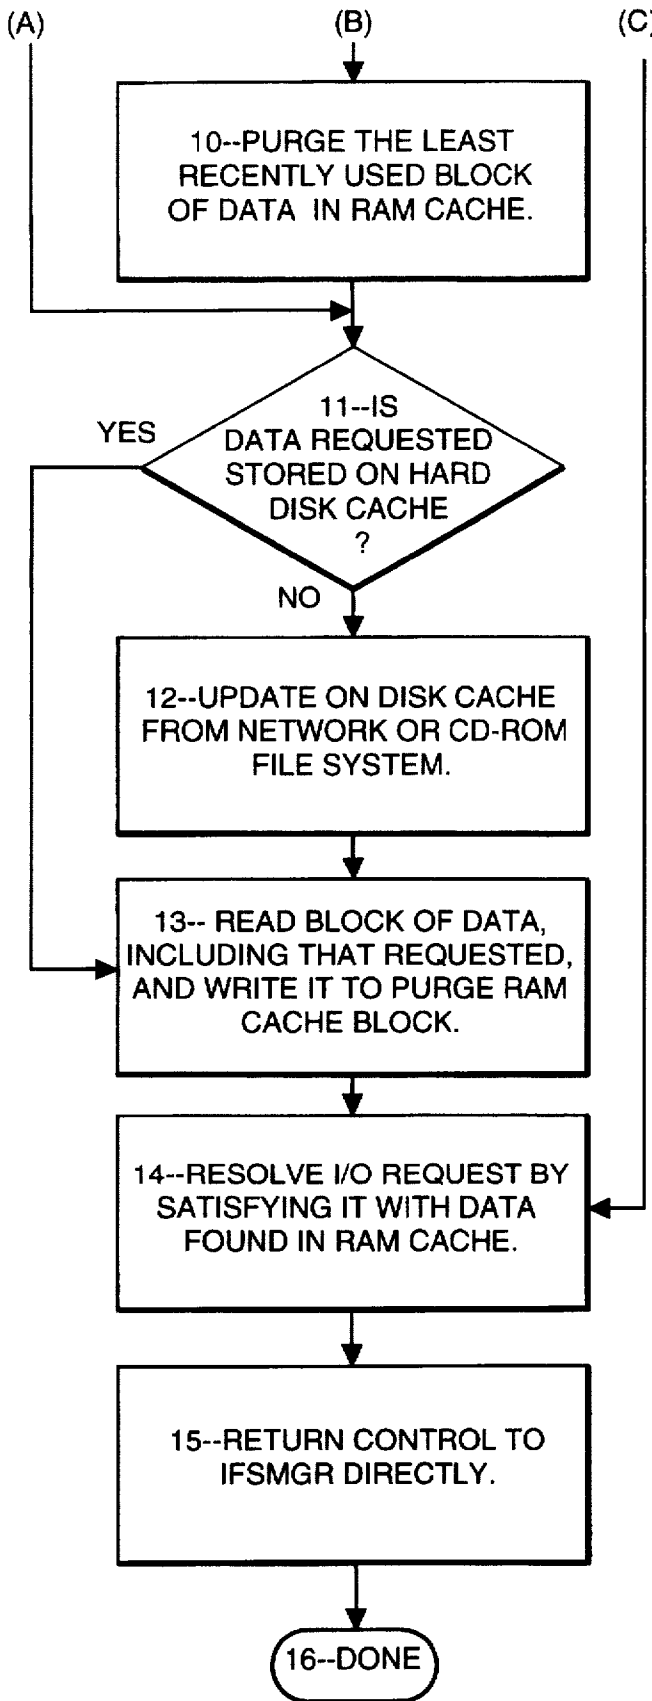 (A) (B) (C)
10--PURGE THE LEAST
RECENTLY USED BLOCK
OF DATA IN RAM CACHE.
11--IS
DATA REQUESTED
STORED ON HARD
DISK CACHE
?
YES
NO
12--UPDATE ON DISK CACHE
FROM NETWORK OR CD-ROM
FILE SYSTEM.
13-- READ BLOCK OF DATA,
INCLUDING THAT REQUESTED,
AND WRITE IT TO PURGE RAM
CACHE BLOCK.
14--RESOLVE I/O REQUEST BY
SATISFYING IT WITH DATA
FOUND IN RAM CACHE.
15--RETURN CONTROL TO
IFSMGR DIRECTLY.
16--DONE